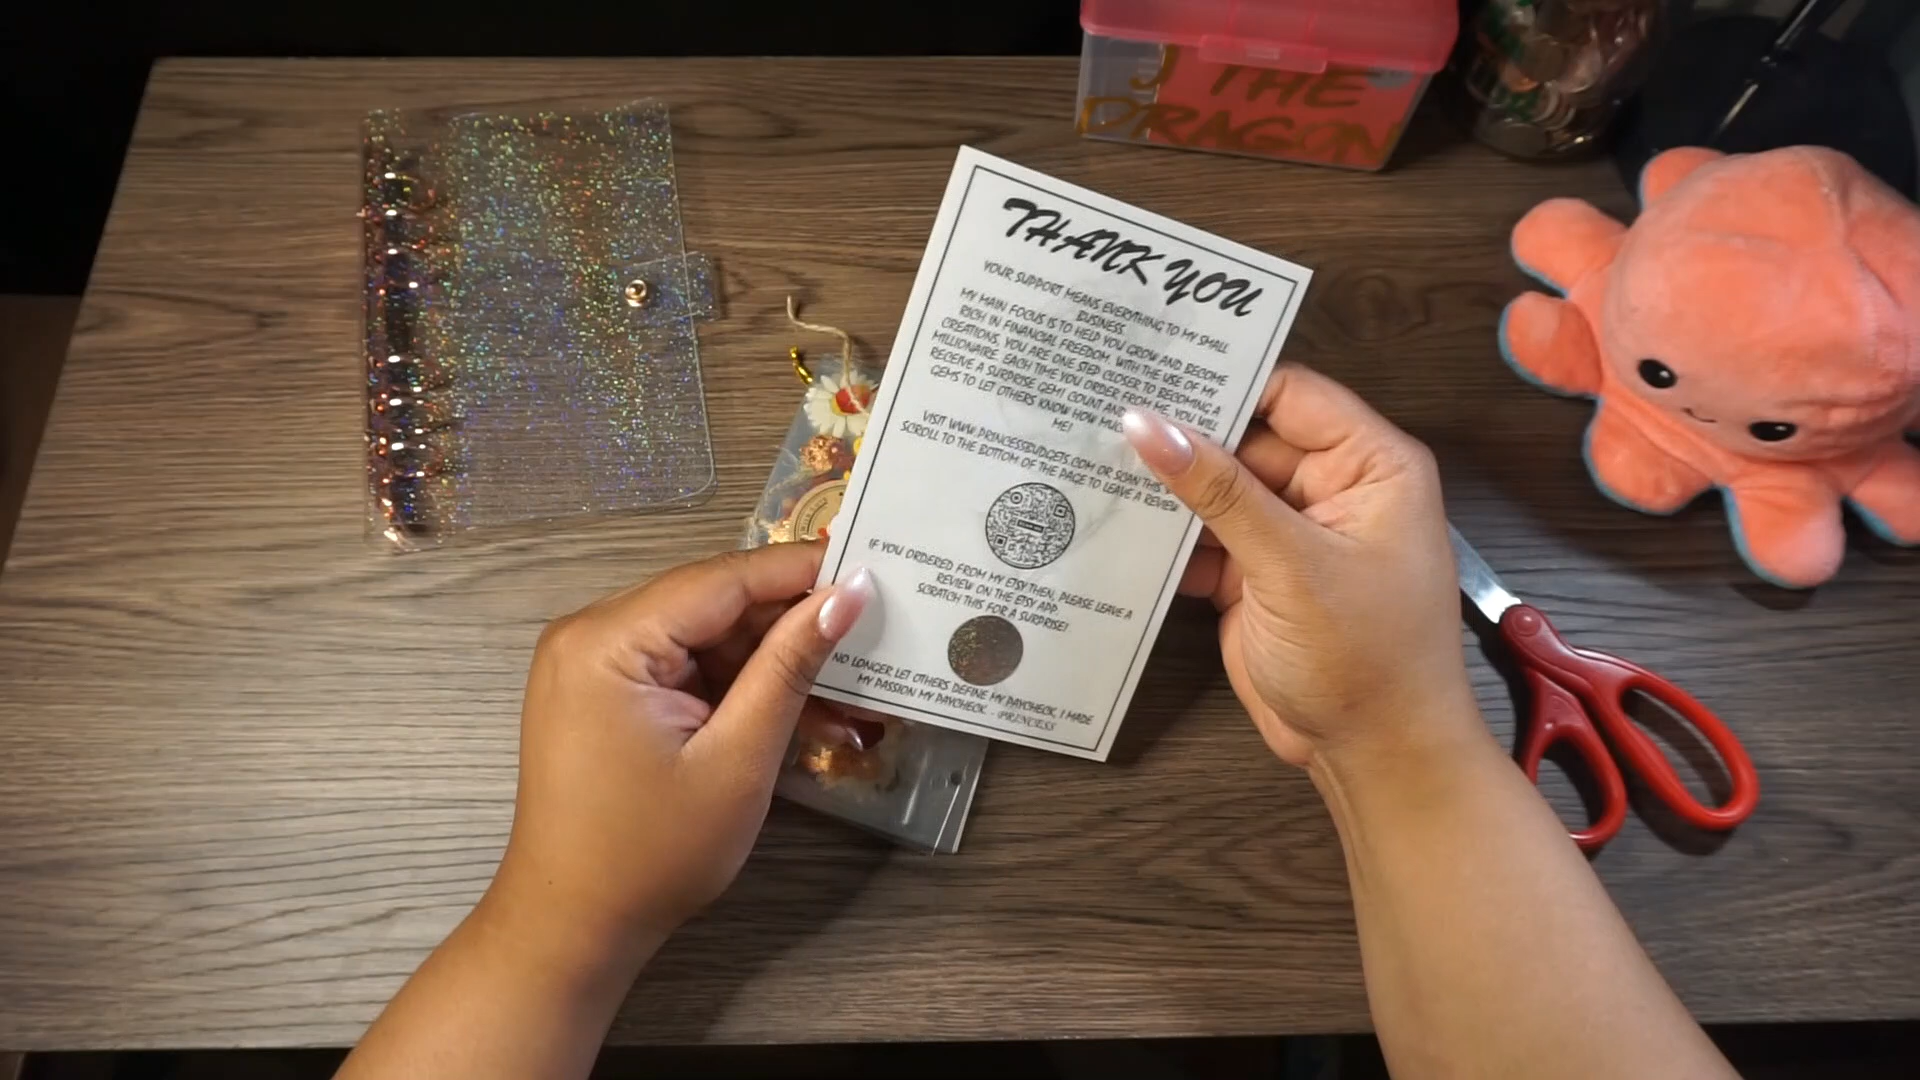 J THE
DRAGON
THANK YOU
YOUR SUPPORT MEANS EVERYTHING TO MY SMALL
BUSINESS.
MY MAIN FOCUS IS TO HELP YOU GROW AND BECOME
RICH IN FINANCIAL FREEDOM. WITH THE USE OF MY
CREATIONS, YOU ARE ONE STEP CLOSER TO BECOMING A
MILLIONAIRE. EACH TIME YOU ORDER FROM ME, YOU WILL
RECEIVE A SURPRISE GEM! COUNT AND
GEMS TO LET OTHERS KNOW HOW
ME!
VISIT WWW.PRINCESSBUDGETS.COM OR SCAN THIS
SCROLL TO THE BOTTOM OF THE PAGE TO LEAVE A REVIEW.
IF YOU ORDERED FROM MY ETSY THEN, PLEASE LEAVE A
REVIEW ON THE ETSY APP.
SCRATCH THIS FOR A SURPRISE!
NO LONGER LET OTHERS DEFINE MY PAYCHECK, I MADE
MY PASSION MY PAYCHECK. - PRINCESS